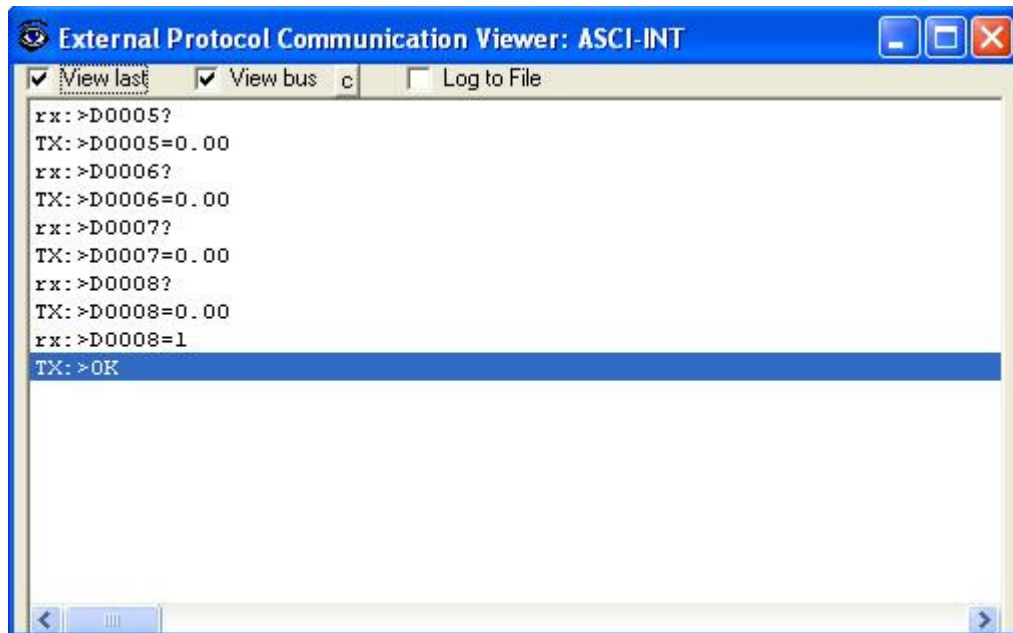 External Protocol Communication Viewer: ASCI-INT
View last View bus c Log to File
rx:>D0005?
TX:>D0005=0.00
rx:>D0006?
TX:>D0006=0.00
rx:>D0007?
TX:>D0007=0.00
rx:>D0008?
TX:>D0008=0.00
rx:>D0008=1
TX:>OK